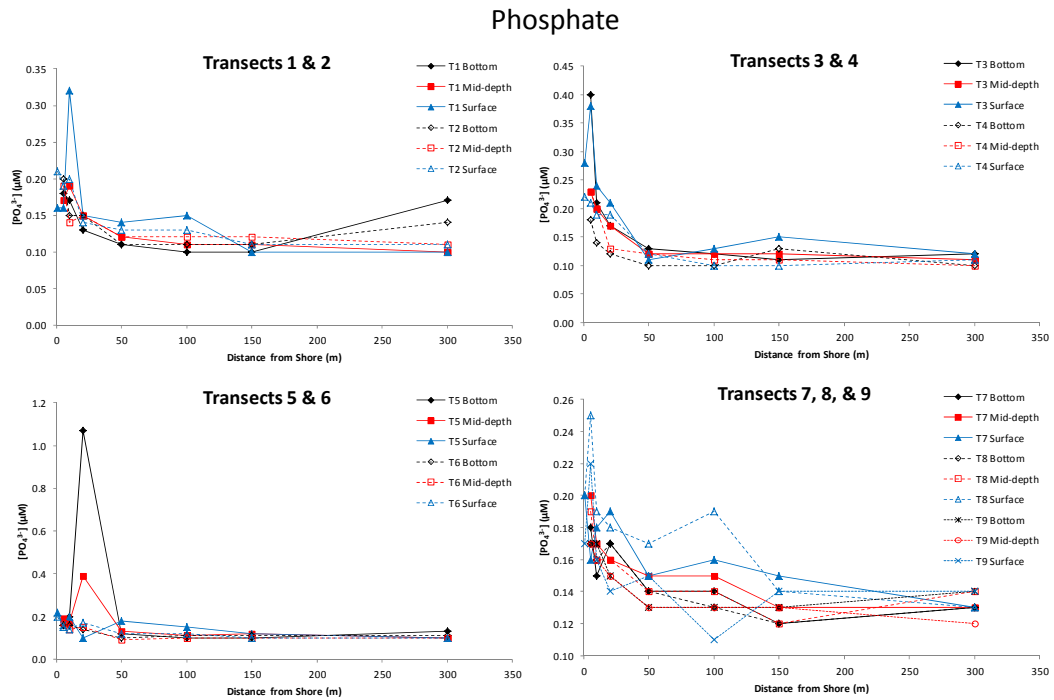 Phosphate
Transects 1 & 2
[PO₄³⁻] (µM)
0.35
0.30
0.25
0.20
0.15
0.10
0.05
0.00
0 50 100 150 200 250 300 350
Distance from Shore (m)
T1 Bottom
T1 Mid-depth
T1 Surface
T2 Bottom
T2 Mid-depth
T2 Surface
Transects 3 & 4
[PO₄³⁻] (µM)
0.45
0.40
0.35
0.30
0.25
0.20
0.15
0.10
0.05
0.00
0 50 100 150 200 250 300 350
Distance from Shore (m)
T3 Bottom
T3 Mid-depth
T3 Surface
T4 Bottom
T4 Mid-depth
T4 Surface
Transects 5 & 6
[PO₄³⁻] (µM)
1.2
1.0
0.8
0.6
0.4
0.2
0.0
0 50 100 150 200 250 300 350
Distance from Shore (m)
T5 Bottom
T5 Mid-depth
T5 Surface
T6 Bottom
T6 Mid-depth
T6 Surface
Transects 7, 8, & 9
[PO₄³⁻] (µM)
0.26
0.24
0.22
0.20
0.18
0.16
0.14
0.12
0.10
0 50 100 150 200 250 300 350
Distance from Shore (m)
T7 Bottom
T7 Mid-depth
T7 Surface
T8 Bottom
T8 Mid-depth
T8 Surface
T9 Bottom
T9 Mid-depth
T9 Surface